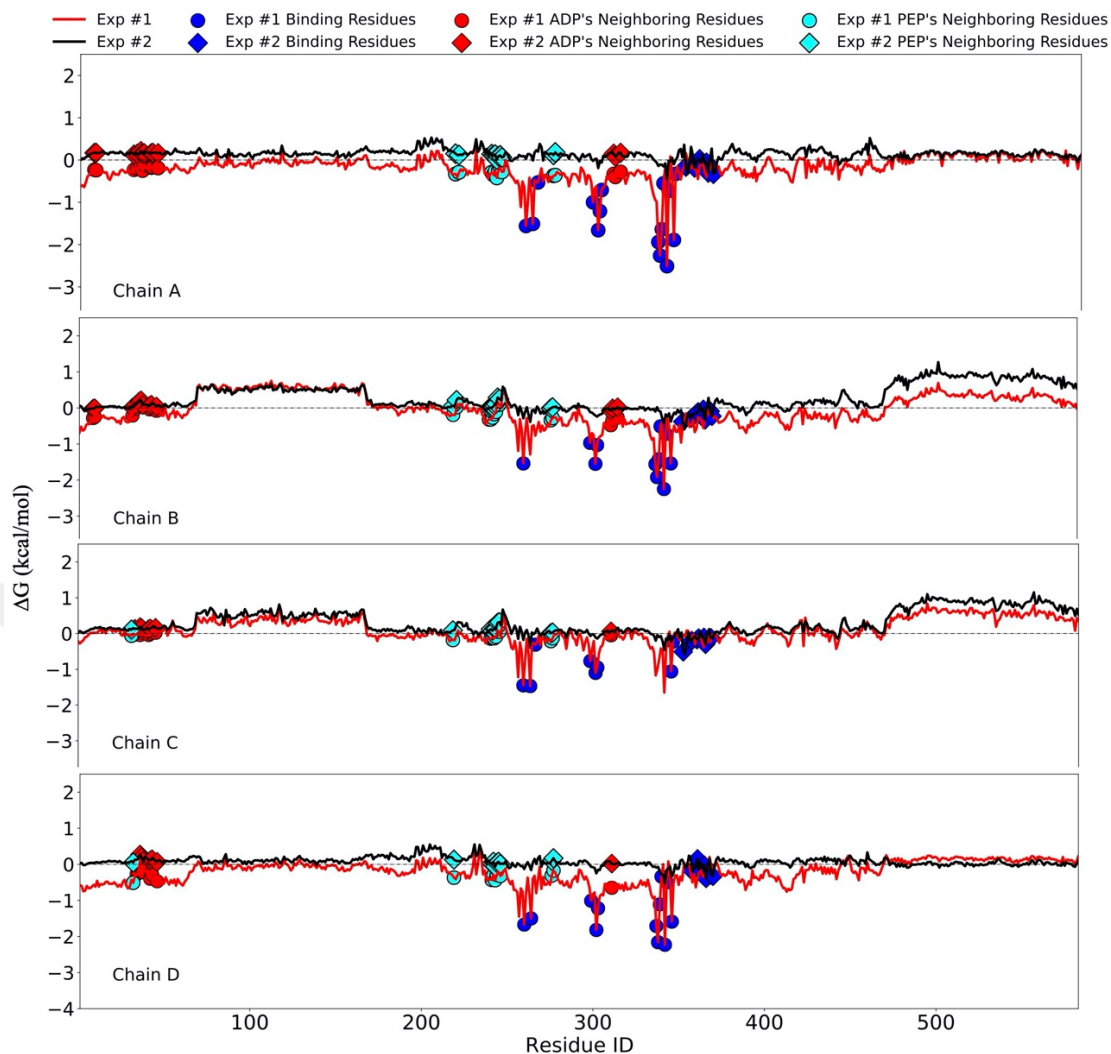 Exp #1 Exp #1 Binding Residues Exp #1 ADP's Neighboring Residues Exp #1 PEP's Neighboring Residues
Exp #2 Exp #2 Binding Residues Exp #2 ADP's Neighboring Residues Exp #2 PEP's Neighboring Residues
2
1
0
−1
−2
−3
Chain A
2
1
0
−1
−2
−3
Chain B
ΔG (kcal/mol)
2
1
0
−1
−2
−3
Chain C
2
1
0
−1
−2
−3
−4
Chain D
100 200 300 400 500
Residue ID